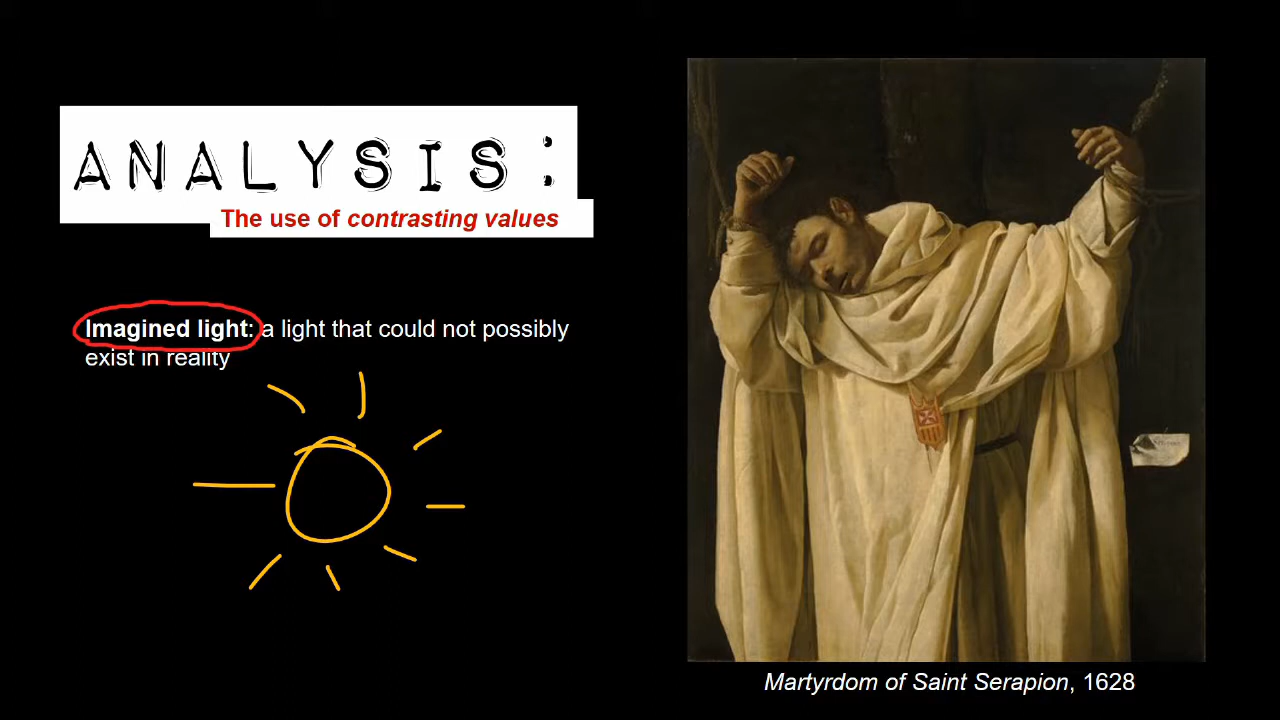 ANALYSIS:
The use of contrasting values
Imagined light: a light that could not possibly
exist in reality
Martyrdom of Saint Serapion, 1628